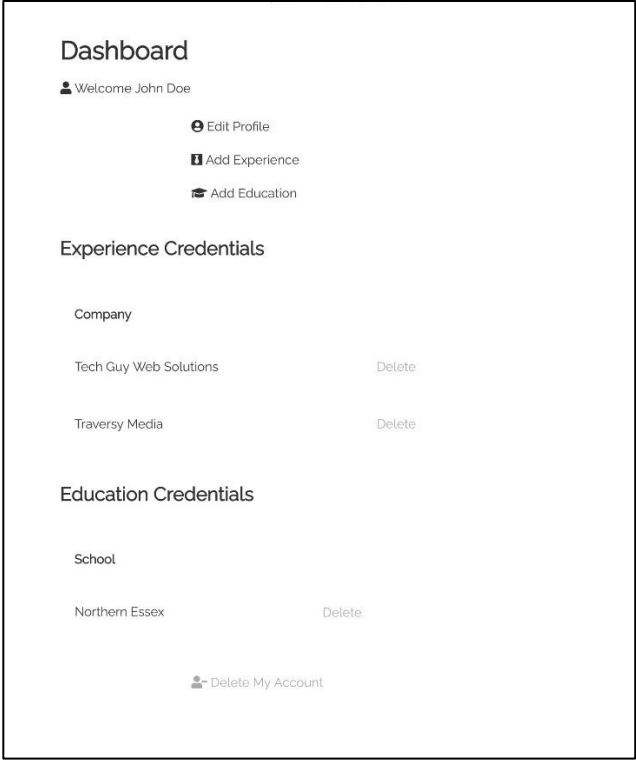 Dashboard
Welcome John Doe
Edit Profile
Add Experience
Add Education
Experience Credentials
Company
Tech Guy Web Solutions Delete
Traversy Media Delete
Education Credentials
School
Northern Essex Delete
Delete My Account